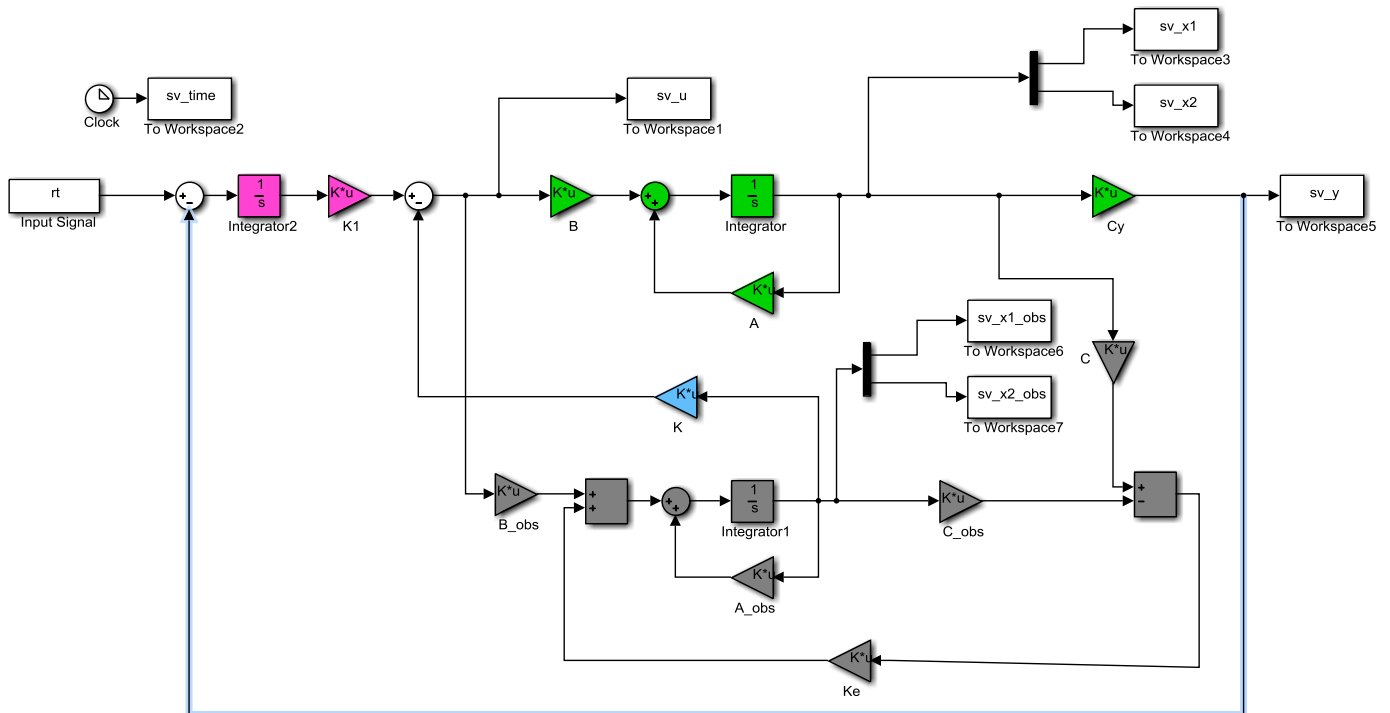 sv_x1
To Workspace3
sv_time
Clock
To Workspace2
sv_u
To Workspace1
sv_x2
To Workspace4
rt
Input Signal
+
−
1
s
Integrator2
K*u
K1
+
−
K*u
B
+
+
1
s
Integrator
K*u
Cy
sv_y
To Workspace5
K*u
A
sv_x1_obs
To Workspace6
K*u
C
K*u
K
sv_x2_obs
To Workspace7
K*u
B_obs
+
+
+
+
1
s
Integrator1
K*u
C_obs
+
−
K*u
A_obs
K*u
Ke